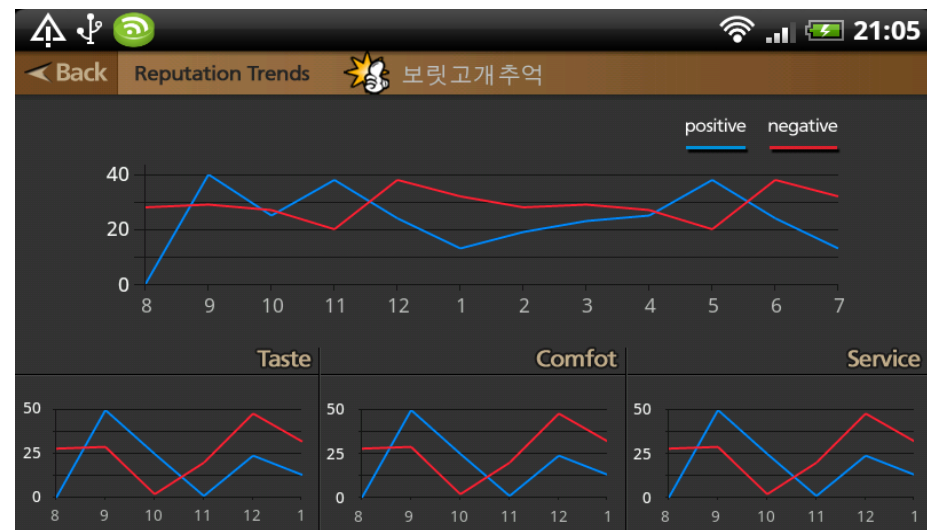 21:05
Back Reputation Trends 보릿고개추억
positive negative
40
20
0
8 9 10 11 12 1 2 3 4 5 6 7
Taste
50
25
0
8 9 10 11 12 1
Comfot
50
25
0
8 9 10 11 12 1
Service
50
25
0
8 9 10 11 12 1